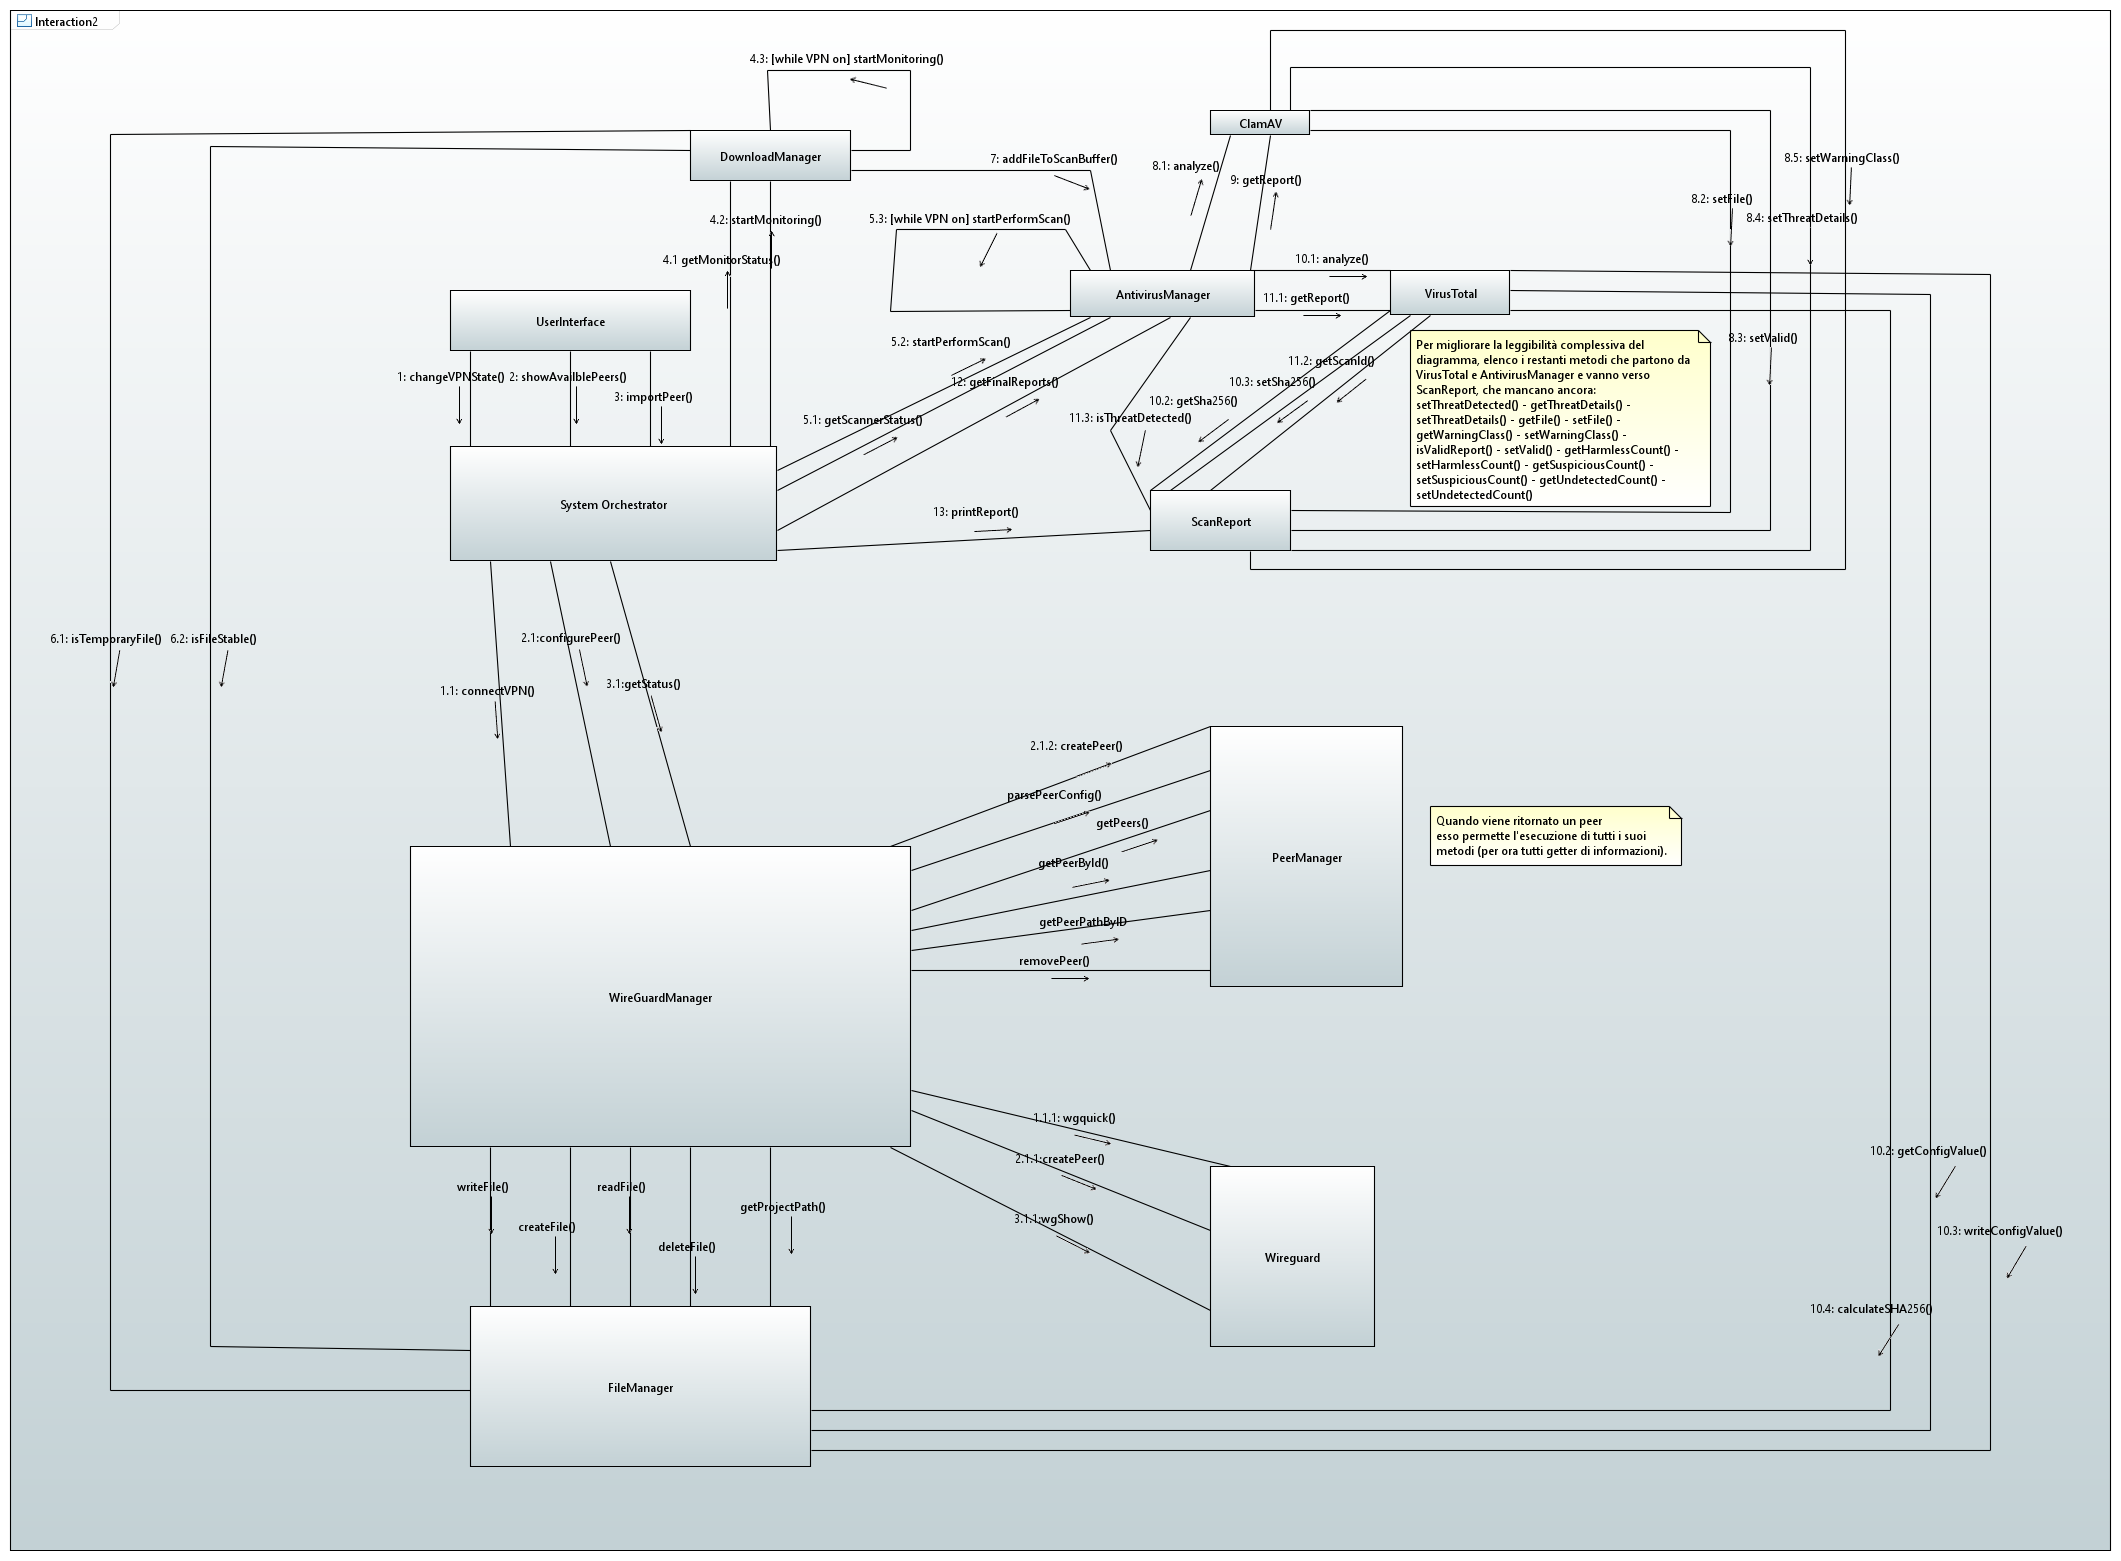 Interaction2
4.3: [while VPN on] startMonitoring()
ClamAV
DownloadManager
7: addFileToScanBuffer()
8.1: analyze()
8.5: setWarningClass()
9: getReport()
8.2: setFile()
4.2: startMonitoring()
5.3: [while VPN on] startPerformScan()
8.4: setThreatDetails()
4.1 getMonitorStatus()
10.1: analyze()
AntivirusManager
VirusTotal
11.1: getReport()
UserInterface
5.2: startPerformScan()
8.3: setValid()
Per migliorare la leggibilità complessiva del
diagramma, elenco i restanti metodi che partono da
VirusTotal e AntivirusManager e vanno verso
ScanReport, che mancano ancora:
setThreatDetected() - getThreatDetails() -
setThreatDetails() - getFile() - setFile() -
getWarningClass() - setWarningClass() -
isValidReport() - setValid() - getHarmlessCount() -
setHarmlessCount() - getSuspiciousCount() -
setSuspiciousCount() - getUndetectedCount() -
setUndetectedCount()
11.2: getScanId()
1: changeVPNState()
2: showAvailblePeers()
12: getFinalReports()
10.3: setSha256()
3: importPeer()
10.2: getSha256()
5.1: getScannerStatus()
11.3: isThreatDetected()
System Orchestrator
13: printReport()
ScanReport
6.1: isTemporaryFile()
6.2: isFileStable()
2.1:configurePeer()
1.1: connectVPN()
3.1:getStatus()
2.1.2: createPeer()
parsePeerConfig()
getPeers()
getPeerById()
getPeerPathByID
removePeer()
PeerManager
Quando viene ritornato un peer
esso permette l'esecuzione di tutti i suoi
metodi (per ora tutti getter di informazioni).
WireGuardManager
1.1.1: wgquick()
2.1.1:createPeer()
3.1.1:wgShow()
10.2: getConfigValue()
writeFile()
readFile()
getProjectPath()
createFile()
deleteFile()
10.3: writeConfigValue()
Wireguard
10.4: calculateSHA256()
FileManager